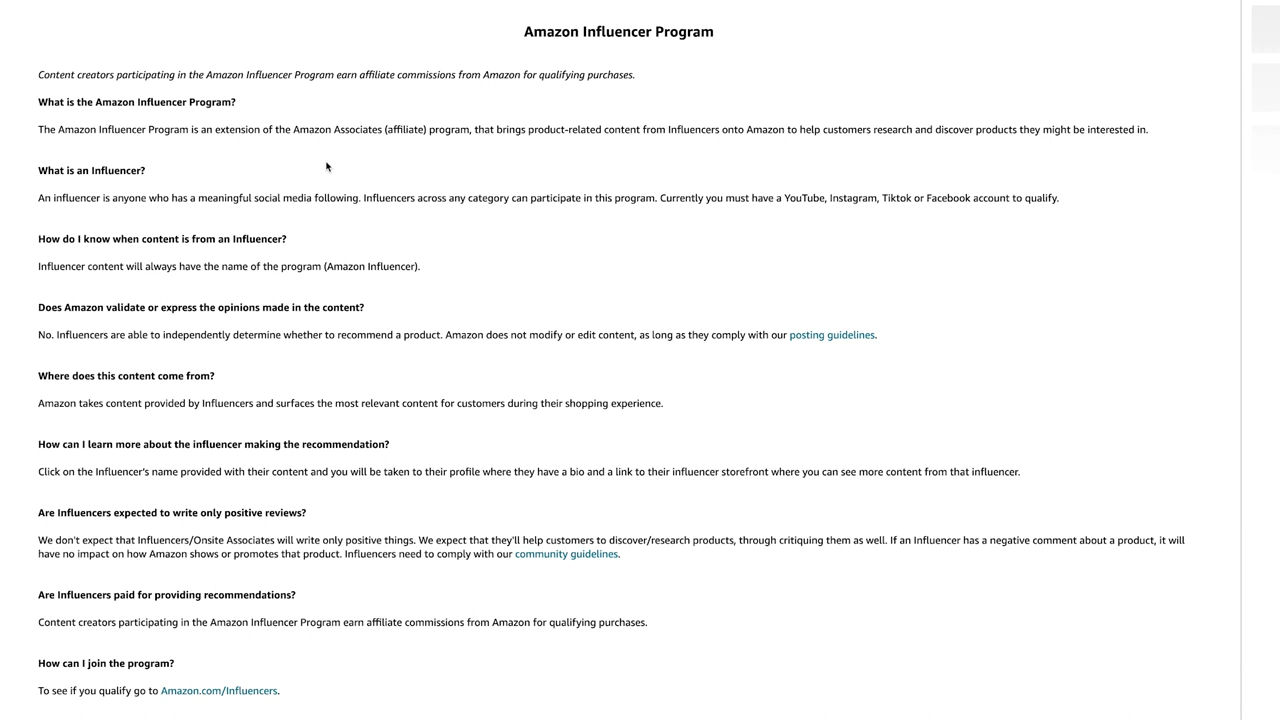 Amazon Influencer Program
Content creators participating in the Amazon Influencer Program earn affiliate commissions from Amazon for qualifying purchases.
What is the Amazon Influencer Program?
The Amazon Influencer Program is an extension of the Amazon Associates (affiliate) program, that brings product-related content from Influencers onto Amazon to help customers research and discover products they might be interested in.
What is an Influencer?
An influencer is anyone who has a meaningful social media following. Influencers across any category can participate in this program. Currently you must have a YouTube, Instagram, Tiktok or Facebook account to qualify.
How do I know when content is from an Influencer?
Influencer content will always have the name of the program (Amazon Influencer).
Does Amazon validate or express the opinions made in the content?
No. Influencers are able to independently determine whether to recommend a product. Amazon does not modify or edit content, as long as they comply with our posting guidelines.
Where does this content come from?
Amazon takes content provided by Influencers and surfaces the most relevant content for customers during their shopping experience.
How can I learn more about the influencer making the recommendation?
Click on the Influencer's name provided with their content and you will be taken to their profile where they have a bio and a link to their influencer storefront where you can see more content from that influencer.
Are Influencers expected to write only positive reviews?
We don't expect that Influencers/Onsite Associates will write only positive things. We expect that they'll help customers to discover/research products, through critiquing them as well. If an Influencer has a negative comment about a product, it will
have no impact on how Amazon shows or promotes that product. Influencers need to comply with our community guidelines.
Are Influencers paid for providing recommendations?
Content creators participating in the Amazon Influencer Program earn affiliate commissions from Amazon for qualifying purchases.
How can I join the program?
To see if you qualify go to Amazon.com/Influencers.